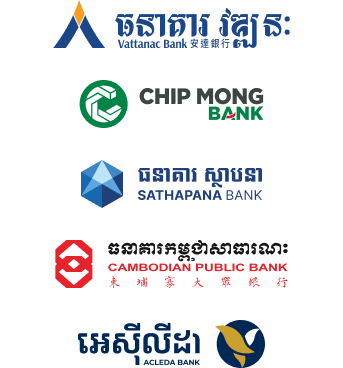 ធនាគារ វឌ្ឍនៈ
Vattanac Bank 安達銀行
CHIP MONG
BANK
ធនាគារ ស្ថាបនា
SATHAPANA BANK
ធនាគារកម្ពុជាសាធារណៈ
CAMBODIAN PUBLIC BANK
柬埔寨大眾銀行
អេស៊ីលីដា
ACLEDA BANK